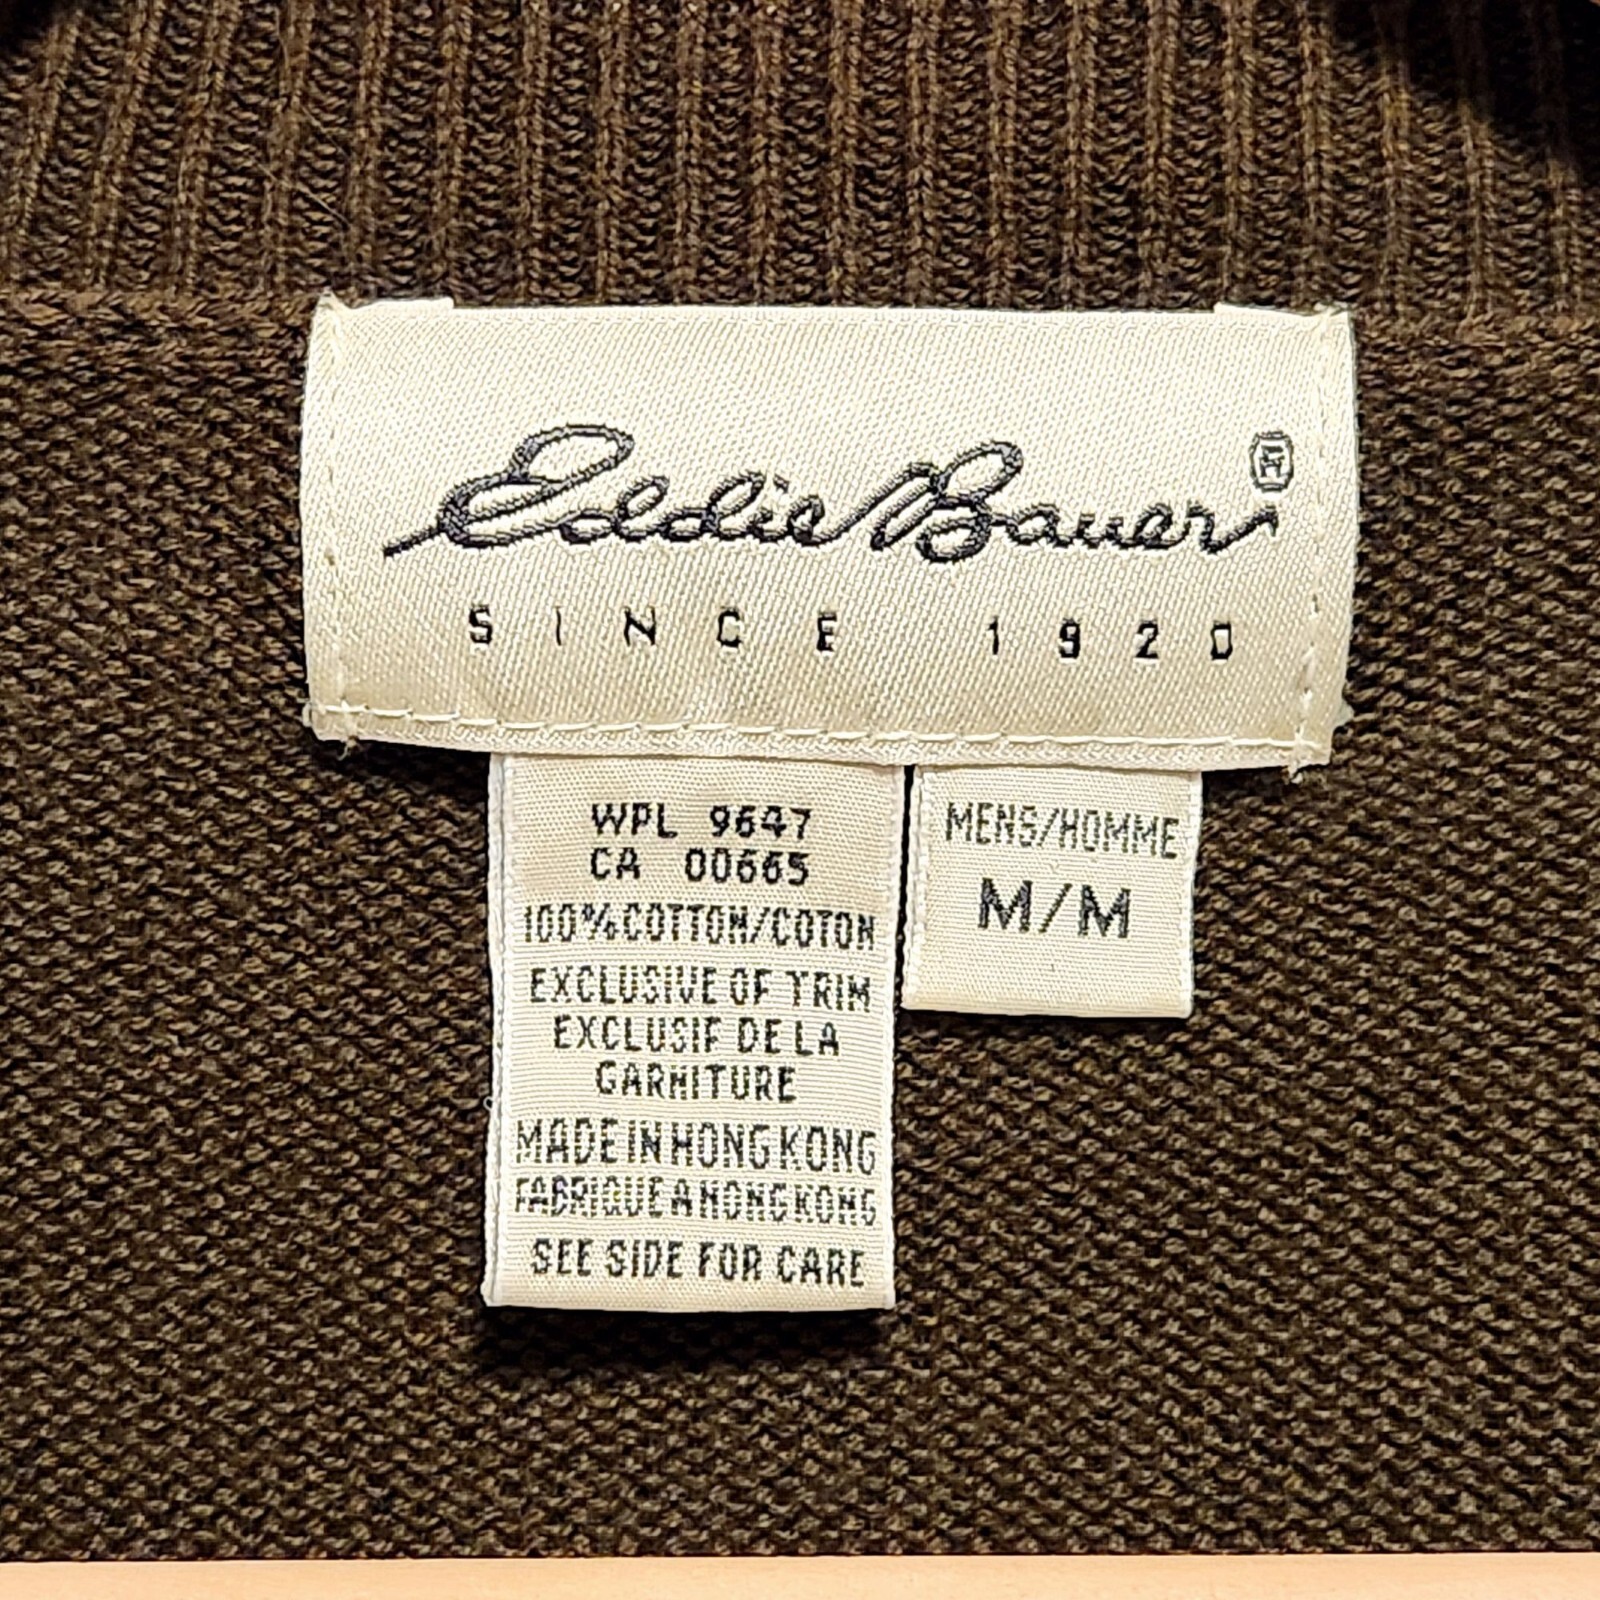 Eddie Bauer ®
SINCE 1920
WPL 9647
CA 00665
100% COTTON/COTON
EXCLUSIVE OF TRIM
EXCLUSIF DE LA
GARNITURE
MADE IN HONG KONG
FABRIQUE A HONG KONG
SEE SIDE FOR CARE
MENS/HOMME
M/M